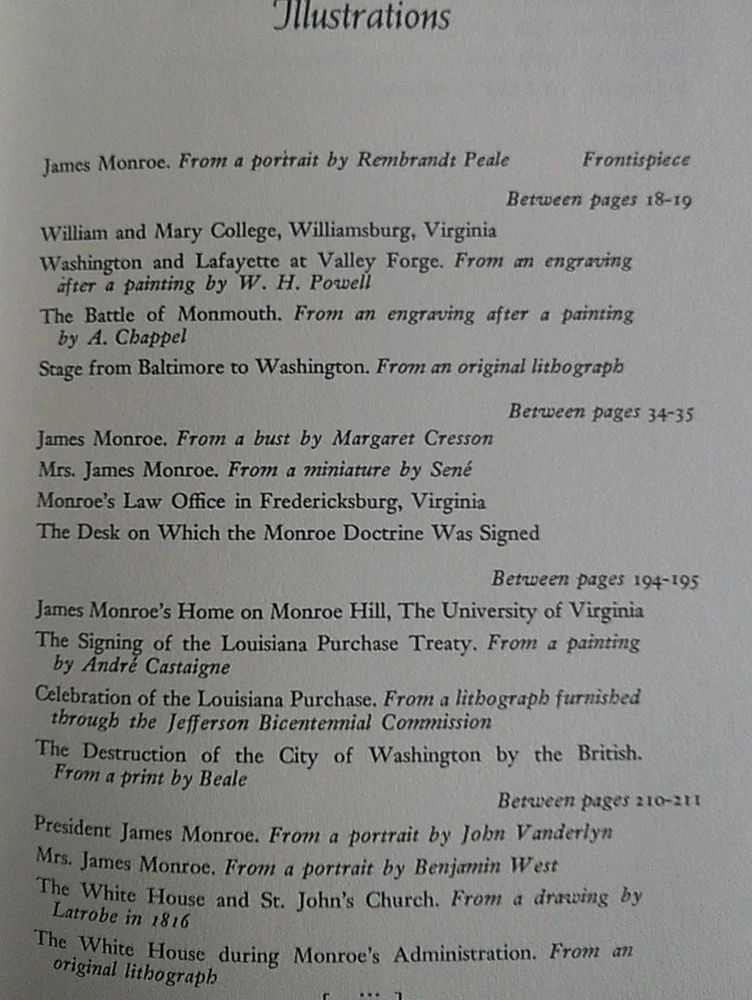 Illustrations
James Monroe. From a portrait by Rembrandt Peale Frontispiece
Between pages 18-19
William and Mary College, Williamsburg, Virginia
Washington and Lafayette at Valley Forge. From an engraving
after a painting by W. H. Powell
The Battle of Monmouth. From an engraving after a painting
by A. Chappel
Stage from Baltimore to Washington. From an original lithograph
Between pages 34-35
James Monroe. From a bust by Margaret Cresson
Mrs. James Monroe. From a miniature by Sené
Monroe's Law Office in Fredericksburg, Virginia
The Desk on Which the Monroe Doctrine Was Signed
Between pages 194-195
James Monroe's Home on Monroe Hill, The University of Virginia
The Signing of the Louisiana Purchase Treaty. From a painting
by André Castaigne
Celebration of the Louisiana Purchase. From a lithograph furnished
through the Jefferson Bicentennial Commission
The Destruction of the City of Washington by the British.
From a print by Beale
Between pages 210-211
President James Monroe. From a portrait by John Vanderlyn
Mrs. James Monroe. From a portrait by Benjamin West
The White House and St. John's Church. From a drawing by
Latrobe in 1816
The White House during Monroe's Administration. From an
original lithograph